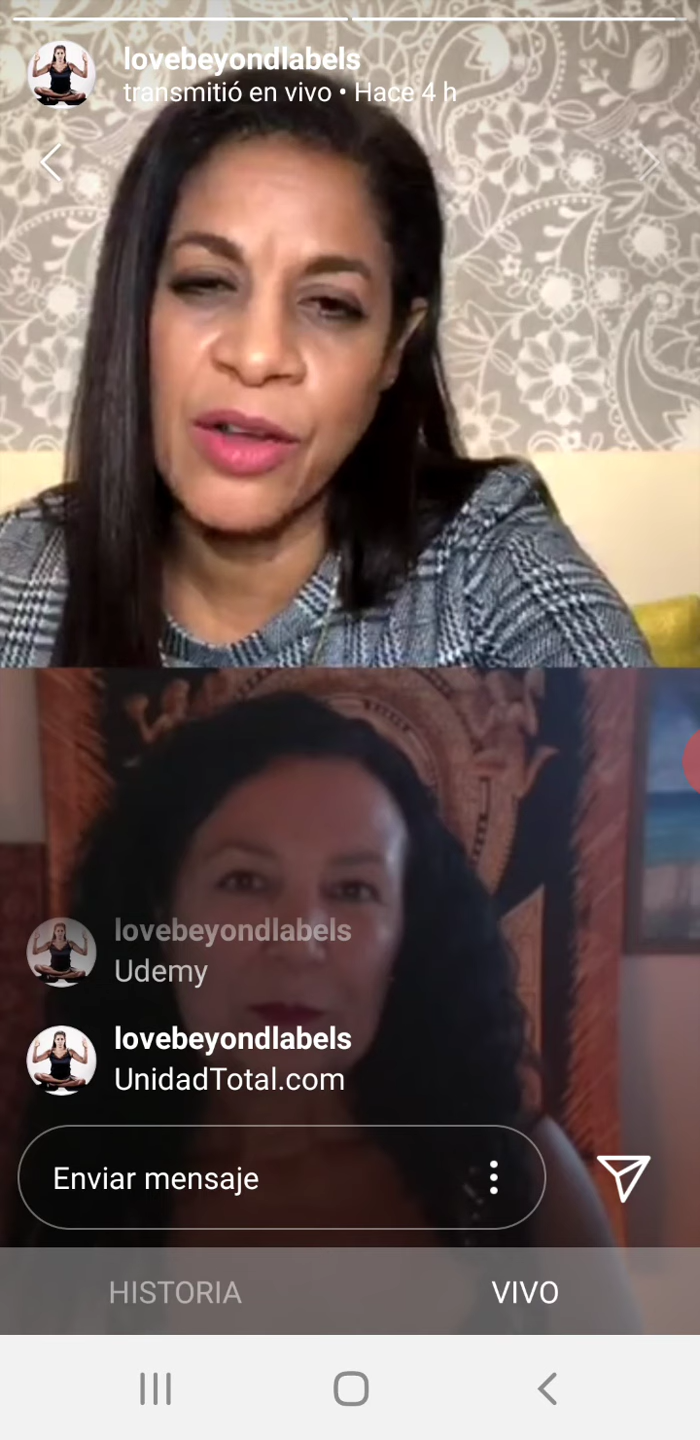 lovebeyondlabels
transmitió en vivo • Hace 4 h
lovebeyondlabels
Udemy
lovebeyondlabels
UnidadTotal.com
Enviar mensaje
HISTORIA
VIVO